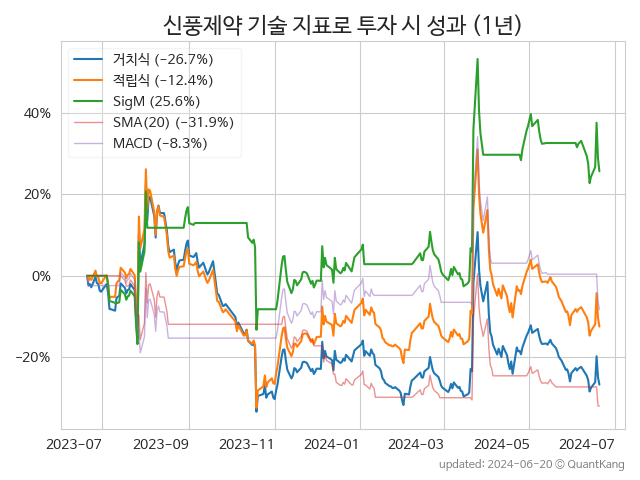 신풍제약 기술 지표로 투자 시 성과 (1년)
거치식 (−26.7%)
적립식 (−12.4%)
SigM (25.6%)
SMA(20) (−31.9%)
MACD (−8.3%)
40%
20%
0%
−20%
2023-07 2023-09 2023-11 2024-01 2024-03 2024-05 2024-07
updated: 2024-06-20 © QuantKang